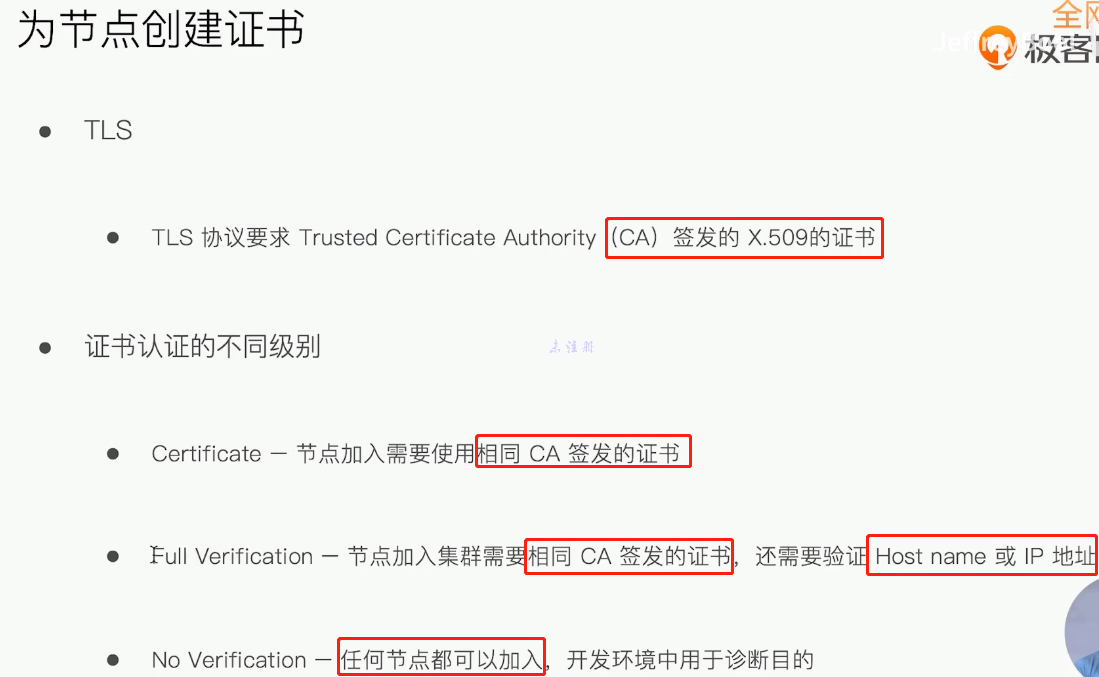 为节点创建证书
全
极客
TLS
TLS 协议要求 Trusted Certificate Authority（CA）签发的 X.509的证书
证书认证的不同级别
未注册
Certificate — 节点加入需要使用相同 CA 签发的证书
Full Verification — 节点加入集群需要相同 CA 签发的证书，还需要验证 Host name 或 IP 地址
No Verification — 任何节点都可以加入，开发环境中用于诊断目的